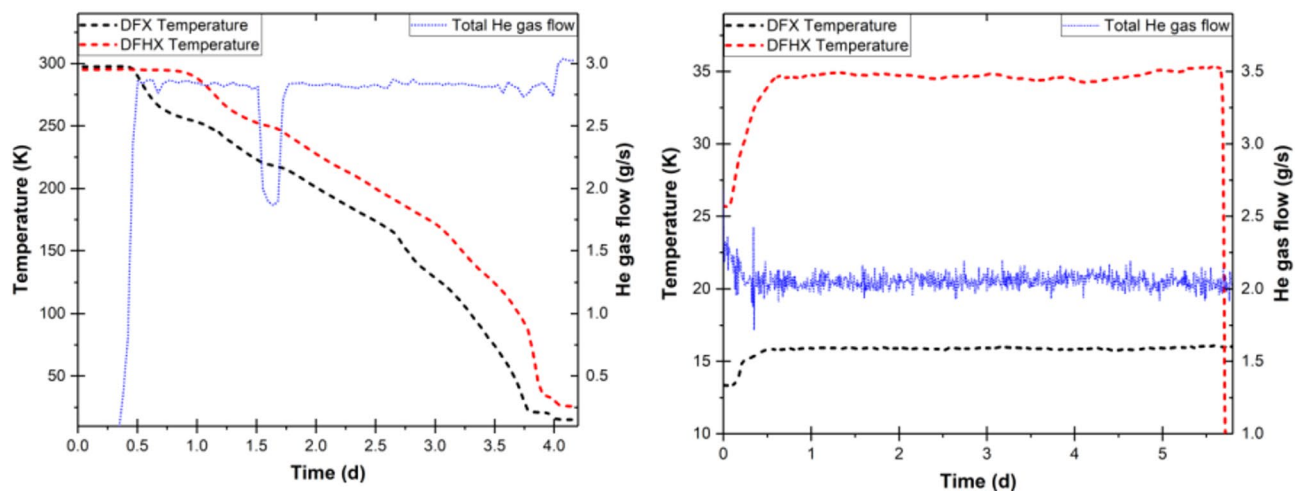 DFX Temperature
DFHX Temperature
Total He gas flow
300
250
200
150
100
50
Temperature (K)
3.0
2.5
2.0
1.5
1.0
0.5
He gas flow (g/s)
0.0 0.5 1.0 1.5 2.0 2.5 3.0 3.5 4.0
Time (d)
DFX Temperature
DFHX Temperature
Total He gas flow
40
35
30
25
20
15
10
Temperature (K)
3.5
3.0
2.5
2.0
1.5
1.0
He gas flow (g/s)
0 1 2 3 4 5
Time (d)